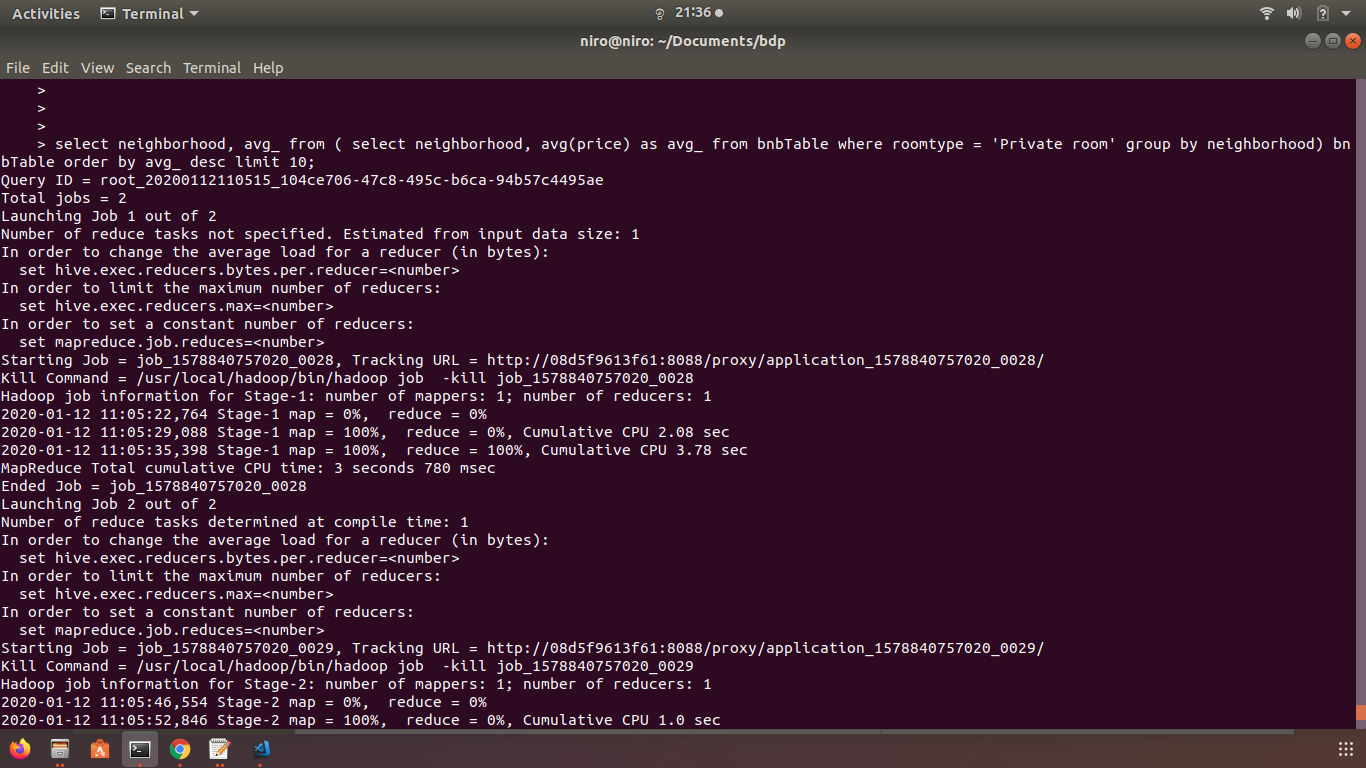 Activities Terminal 21:36
niro@niro: ~/Documents/bdp
File Edit View Search Terminal Help
>
>
>
> select neighborhood, avg_ from ( select neighborhood, avg(price) as avg_ from bnbTable where roomtype = 'Private room' group by neighborhood) bn
bTable order by avg_ desc limit 10;
Query ID = root_20200112110515_104ce706-47c8-495c-b6ca-94b57c4495ae
Total jobs = 2
Launching Job 1 out of 2
Number of reduce tasks not specified. Estimated from input data size: 1
In order to change the average load for a reducer (in bytes):
  set hive.exec.reducers.bytes.per.reducer=<number>
In order to limit the maximum number of reducers:
  set hive.exec.reducers.max=<number>
In order to set a constant number of reducers:
  set mapreduce.job.reduces=<number>
Starting Job = job_1578840757020_0028, Tracking URL = http://08d5f9613f61:8088/proxy/application_1578840757020_0028/
Kill Command = /usr/local/hadoop/bin/hadoop job  -kill job_1578840757020_0028
Hadoop job information for Stage-1: number of mappers: 1; number of reducers: 1
2020-01-12 11:05:22,764 Stage-1 map = 0%,  reduce = 0%
2020-01-12 11:05:29,088 Stage-1 map = 100%,  reduce = 0%, Cumulative CPU 2.08 sec
2020-01-12 11:05:35,398 Stage-1 map = 100%,  reduce = 100%, Cumulative CPU 3.78 sec
MapReduce Total cumulative CPU time: 3 seconds 780 msec
Ended Job = job_1578840757020_0028
Launching Job 2 out of 2
Number of reduce tasks determined at compile time: 1
In order to change the average load for a reducer (in bytes):
  set hive.exec.reducers.bytes.per.reducer=<number>
In order to limit the maximum number of reducers:
  set hive.exec.reducers.max=<number>
In order to set a constant number of reducers:
  set mapreduce.job.reduces=<number>
Starting Job = job_1578840757020_0029, Tracking URL = http://08d5f9613f61:8088/proxy/application_1578840757020_0029/
Kill Command = /usr/local/hadoop/bin/hadoop job  -kill job_1578840757020_0029
Hadoop job information for Stage-2: number of mappers: 1; number of reducers: 1
2020-01-12 11:05:46,554 Stage-2 map = 0%,  reduce = 0%
2020-01-12 11:05:52,846 Stage-2 map = 100%,  reduce = 0%, Cumulative CPU 1.0 sec